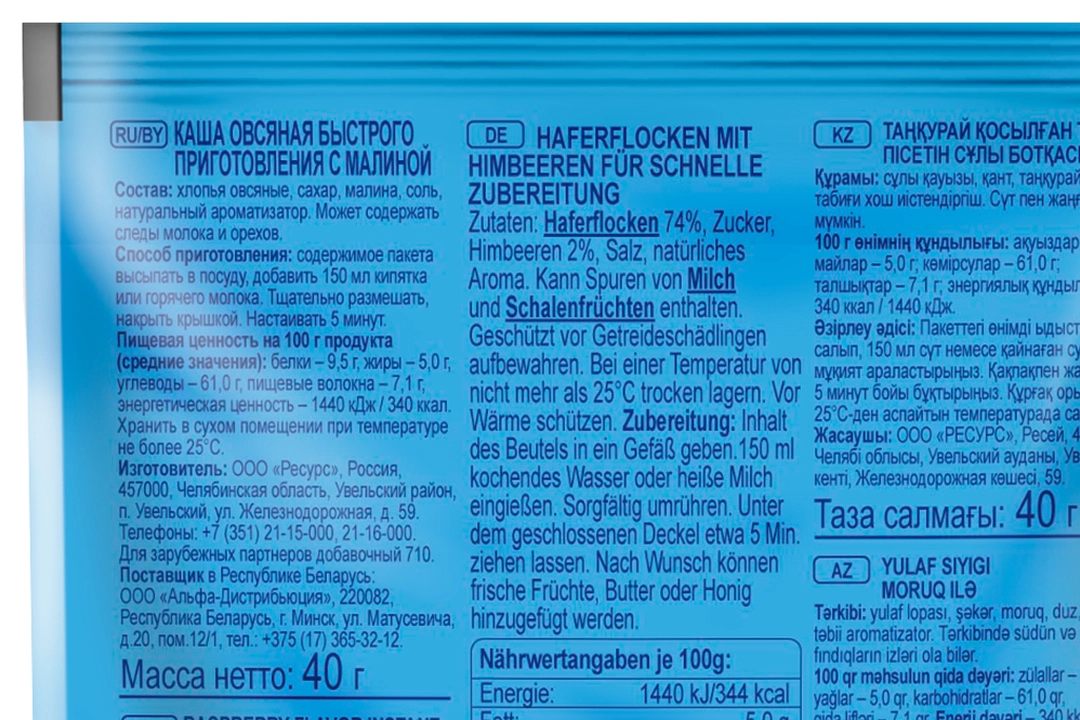 RU/BY КАША ОВСЯНАЯ БЫСТРОГО
ПРИГОТОВЛЕНИЯ С МАЛИНОЙ
Состав: хлопья овсяные, сахар, малина, соль,
натуральный ароматизатор. Может содержать
следы молока и орехов.
Способ приготовления: содержимое пакета
высыпать в посуду, добавить 150 мл кипятка
или горячего молока. Тщательно размешать,
накрыть крышкой. Настаивать 5 минут.
Пищевая ценность на 100 г продукта
(средние значения): белки – 9,5 г, жиры – 5,0 г,
углеводы – 61,0 г, пищевые волокна – 7,1 г,
энергетическая ценность – 1440 кДж / 340 ккал.
Хранить в сухом помещении при температуре
не более 25°С.
Изготовитель: ООО «Ресурс», Россия,
457000, Челябинская область, Увельский район,
п. Увельский, ул. Железнодорожная, д. 59.
Телефоны: +7 (351) 21-15-000, 21-16-000.
Для зарубежных партнеров добавочный 710.
Поставщик в Республике Беларусь:
ООО «Альфа-Дистрибьюция», 220082,
Республика Беларусь, г. Минск, ул. Матусевича,
д.20, пом.12/1, тел.: +375 (17) 365-32-12.
Масса нетто: 40 г
DE HAFERFLOCKEN MIT
HIMBEEREN FÜR SCHNELLE
ZUBEREITUNG
Zutaten: Haferflocken 74%, Zucker,
Himbeeren 2%, Salz, natürliches
Aroma. Kann Spuren von Milch
und Schalenfrüchten enthalten.
Geschützt vor Getreideschädlingen
aufbewahren. Bei einer Temperatur von
nicht mehr als 25°C trocken lagern. Vor
Wärme schützen. Zubereitung: Inhalt
des Beutels in ein Gefäß geben.150 ml
kochendes Wasser oder heiße Milch
eingießen. Sorgfältig umrühren. Unter
dem geschlossenen Deckel etwa 5 Min.
ziehen lassen. Nach Wunsch können
frische Früchte, Butter oder Honig
hinzugefügt werden.
Nährwertangaben je 100g:
Energie: 1440 kJ/344 kcal
KZ ТАҢҚУРАЙ ҚОСЫЛҒАН
ПІСЕТІН СҰЛЫ
Құрамы: сұлы қауызы, қант, таңқурай
табиғи хош иістендіргіш. Сүт пен
мүмкін.
100 г өнімнің құндылығы: ақуыздар
майлар – 5,0 г; көмірсулар – 61,0 г;
талшықтар – 7,1 г; энергиялық
340 ккал / 1440 кДж.
Әзірлеу әдісі: Пакеттегі өнімді
салып, 150 мл сүт немесе қайнаған
мұқият араластырыңыз. Қақпақпен
5 минут бойы бұқтырыңыз. Құрғақ
25°С-ден аспайтын температурада
Жасаушы: ООО «РЕСУРС», Ресей,
Челябі облысы, Увельский ауданы,
кенті, Железнодорожная көшесі, 59.
Таза салмағы: 40 г
AZ YULAF SIYIGI
MORUQ ILƏ
Tərkibi: yulaf lopası, şəkər, moruq, duz
təbii aromatizator. Tərkibində südün və
fındıqların izləri ola bilər.
100 qr məhsulun qida dəyəri: zülallar –
yağlar – 5,0 qr, karbohidratlar – 61,0 qr,